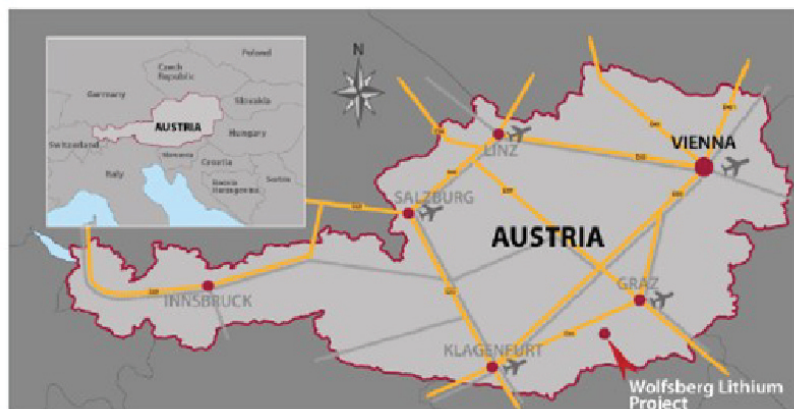 N
Poland
Czech
Republic
Germany
Slovakia
AUSTRIA
Hungary
Switzerland
Slovenia
Croatia
Italy
Bosnia
Herzegovina
Serbia
LINZ
VIENNA
SALZBURG
AUSTRIA
INNSBRUCK
GRAZ
KLAGENFURT
Wolfsberg Lithium
Project